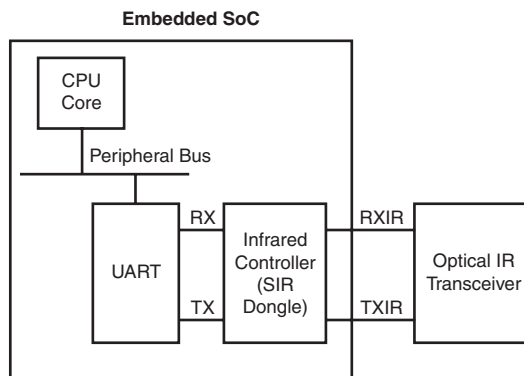 Embedded SoC
CPU
Core
Peripheral Bus
UART
RX
TX
Infrared
Controller
(SIR
Dongle)
RXIR
TXIR
Optical IR
Transceiver